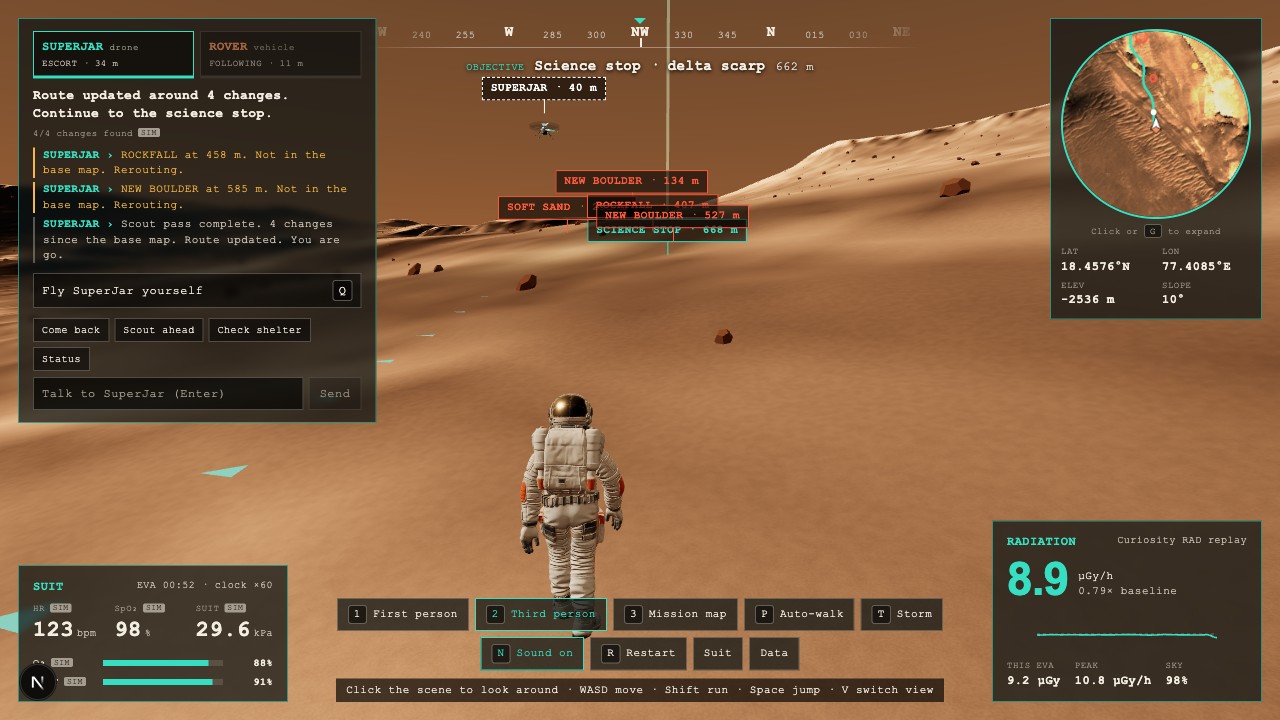 SUPERJAR drone
ESCORT · 34 m
ROVER vehicle
FOLLOWING · 11 m
Route updated around 4 changes.
Continue to the science stop.
4/4 changes found SIM
SUPERJAR › ROCKFALL at 458 m. Not in the
base map. Rerouting.
SUPERJAR › NEW BOULDER at 585 m. Not in the
base map. Rerouting.
SUPERJAR › Scout pass complete. 4 changes
since the base map. Route updated. You are
go.
Fly SuperJar yourself Q
Come back Scout ahead Check shelter
Status
Talk to SuperJar (Enter) Send
W 240 255 W 285 300 NW 330 345 N 015 030 NE
OBJECTIVE Science stop · delta scarp 662 m
SUPERJAR · 40 m
NEW BOULDER · 134 m
SOFT SAND ·
ROCKFALL · 407 m
NEW BOULDER · 527 m
SCIENCE STOP · 668 m
Click or G to expand
LAT LON
18.4576°N 77.4085°E
ELEV SLOPE
-2536 m 10°
SUIT EVA 00:52 · clock ×60
HR SIM SpO₂ SIM SUIT SIM
123 bpm 98 % 29.6 kPa
SIM 88%
SIM 91%
N
1 First person 2 Third person 3 Mission map P Auto-walk T Storm
N Sound on R Restart Suit Data
Click the scene to look around · WASD move · Shift run · Space jump · V switch view
RADIATION Curiosity RAD replay
8.9 µGy/h
0.79× baseline
THIS EVA PEAK SKY
9.2 µGy 10.8 µGy/h 98%